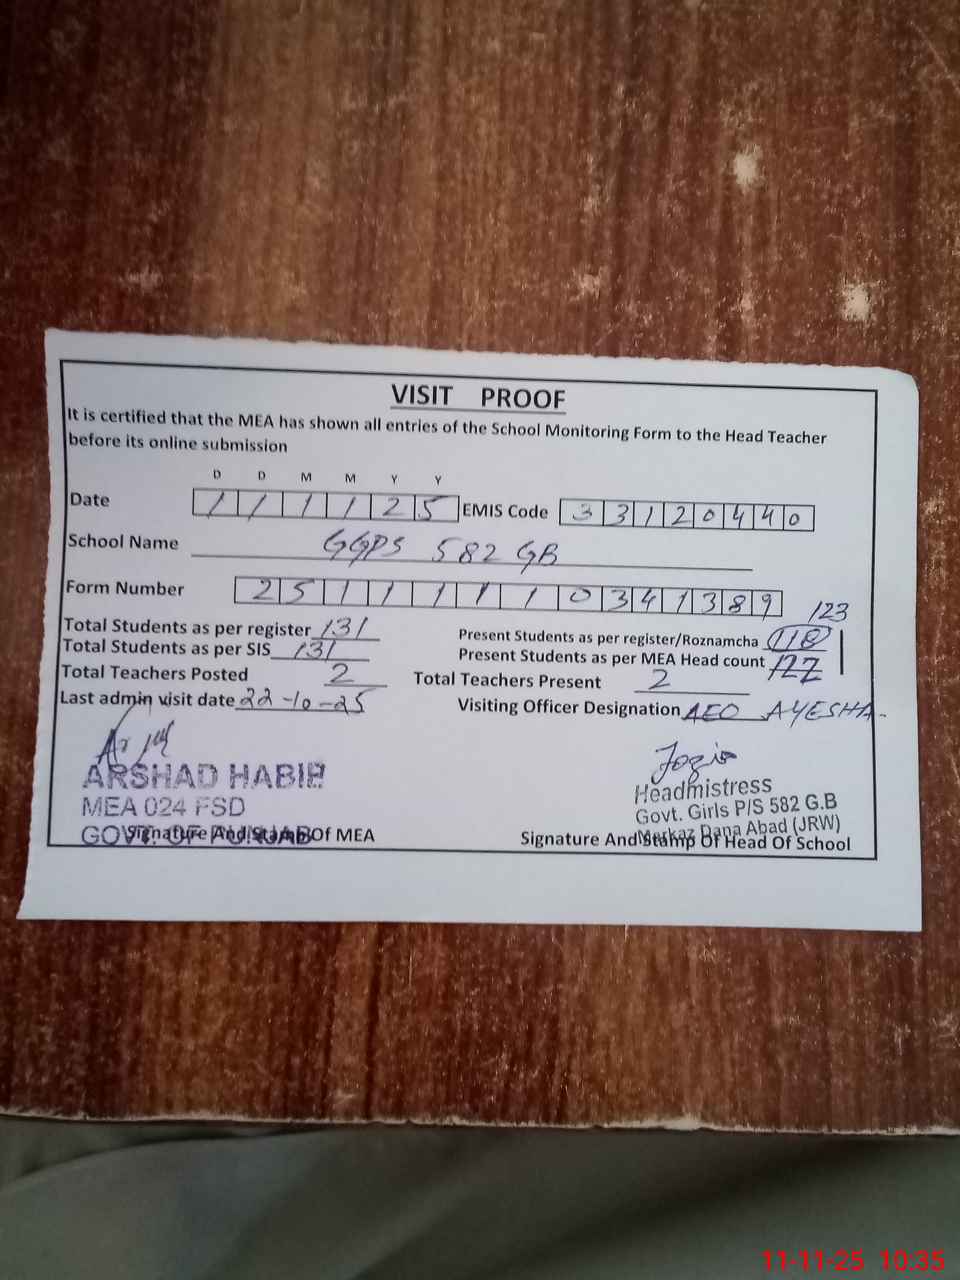 VISIT PROOF
It is certified that the MEA has shown all entries of the School Monitoring Form to the Head Teacher
before its online submission
D D M M Y Y
Date 1 1 1 1 2 5 EMIS Code 3 3 1 2 0 4 4 0
School Name GGPS 582 GB
Form Number 2 5 1 1 1 1 1 0 3 4 1 3 8 9
123
Total Students as per register 131 Present Students as per register/Roznamcha 118
Total Students as per SIS 131 Present Students as per MEA Head count 122
Total Teachers Posted 2 Total Teachers Present 2
Last admin visit date 22-10-25 Visiting Officer Designation AEO AYESHA
ARSHAD HABIB
MEA 024 FSD
GOVT. OF PUNJAB
Signature And Stamp Of MEA
Headmistress
Govt. Girls P/S 582 G.B
Markaz Dana Abad (JRW)
Signature And Stamp Of Head Of School
11-11-25 10:35